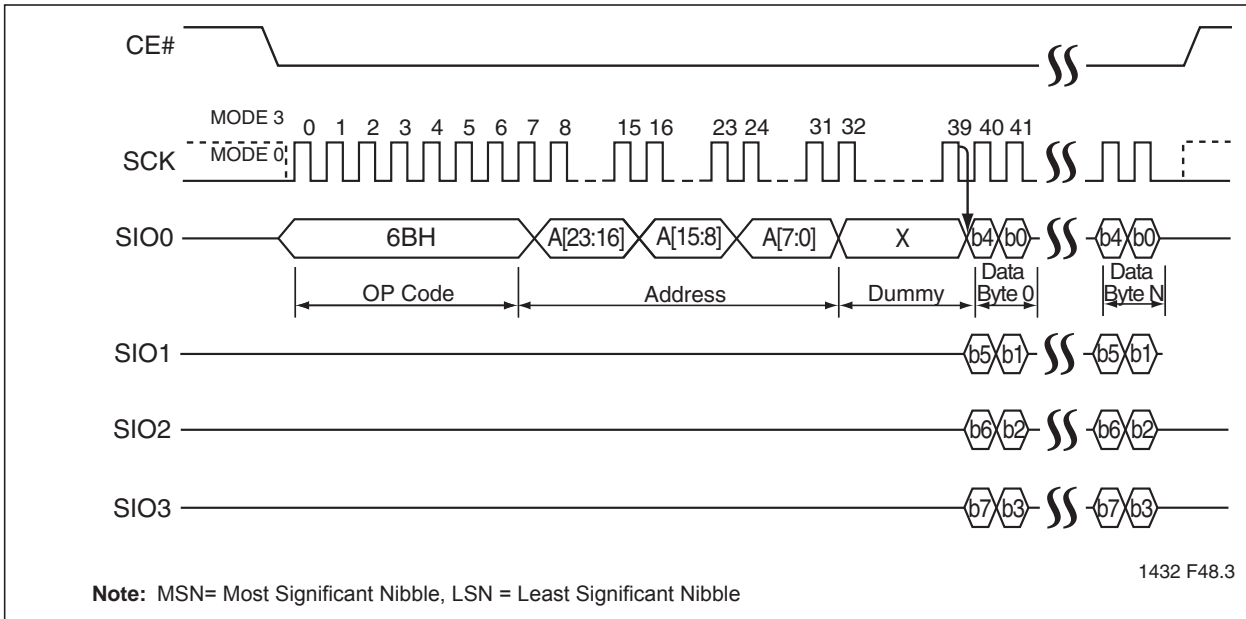 CE#
MODE 3
0 1 2 3 4 5 6 7 8 15 16 23 24 31 32 39 40 41
SCK
MODE 0
SIO0
6BH
A[23:16]
A[15:8]
A[7:0]
X
b4 b0
b4 b0
OP Code
Address
Dummy
Data
Byte 0
Data
Byte N
SIO1
b5 b1
b5 b1
SIO2
b6 b2
b6 b2
SIO3
b7 b3
b7 b3
1432 F48.3
Note: MSN= Most Significant Nibble, LSN = Least Significant Nibble